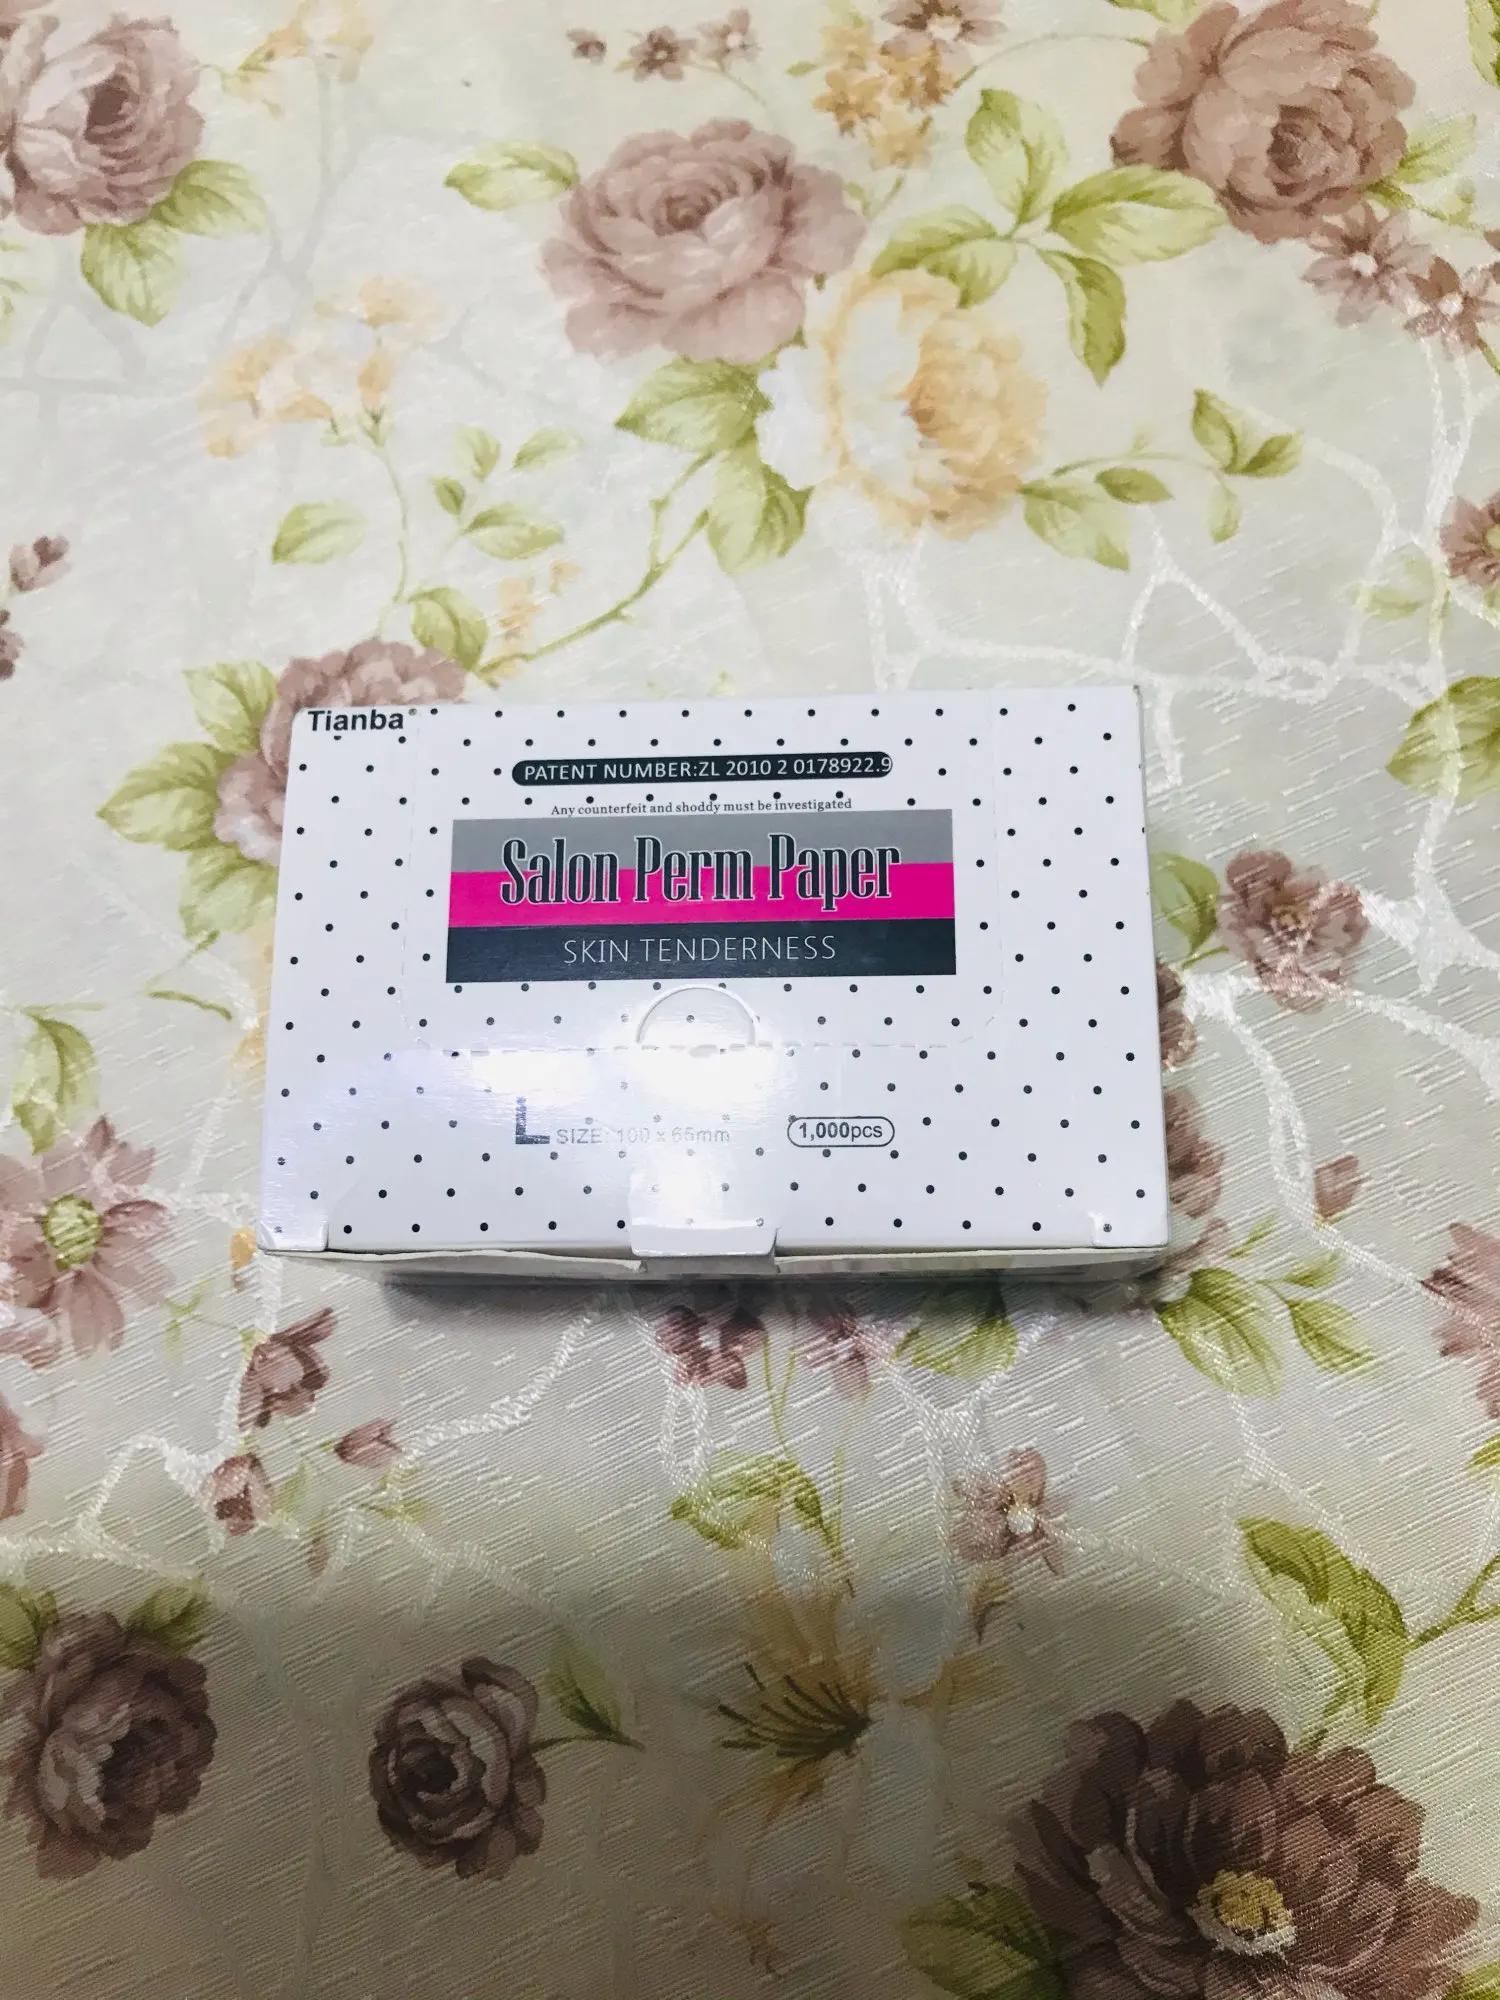 Tianba
PATENT NUMBER:ZL 2010 2 0178922.9
Any counterfeit and shoddy must be investigated
Salon Perm Paper
SKIN TENDERNESS
L SIZE: 100 x 65mm 1,000pcs